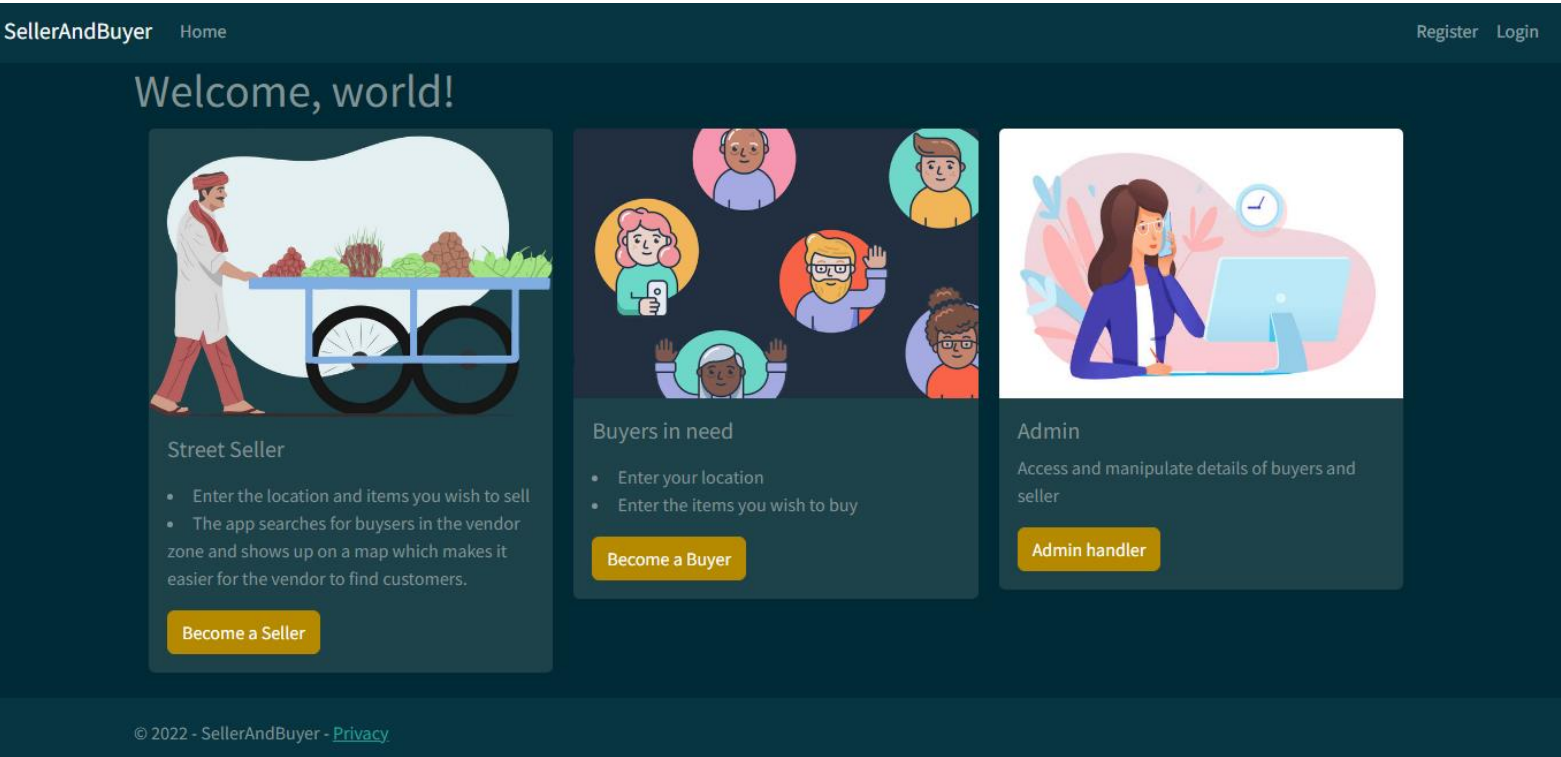 SellerAndBuyer Home Register Login
Welcome, world!
Street Seller
• Enter the location and items you wish to sell
• The app searches for buysers in the vendor
zone and shows up on a map which makes it
easier for the vendor to find customers.
Become a Seller
Buyers in need
• Enter your location
• Enter the items you wish to buy
Become a Buyer
Admin
Access and manipulate details of buyers and
seller
Admin handler
© 2022 - SellerAndBuyer - Privacy